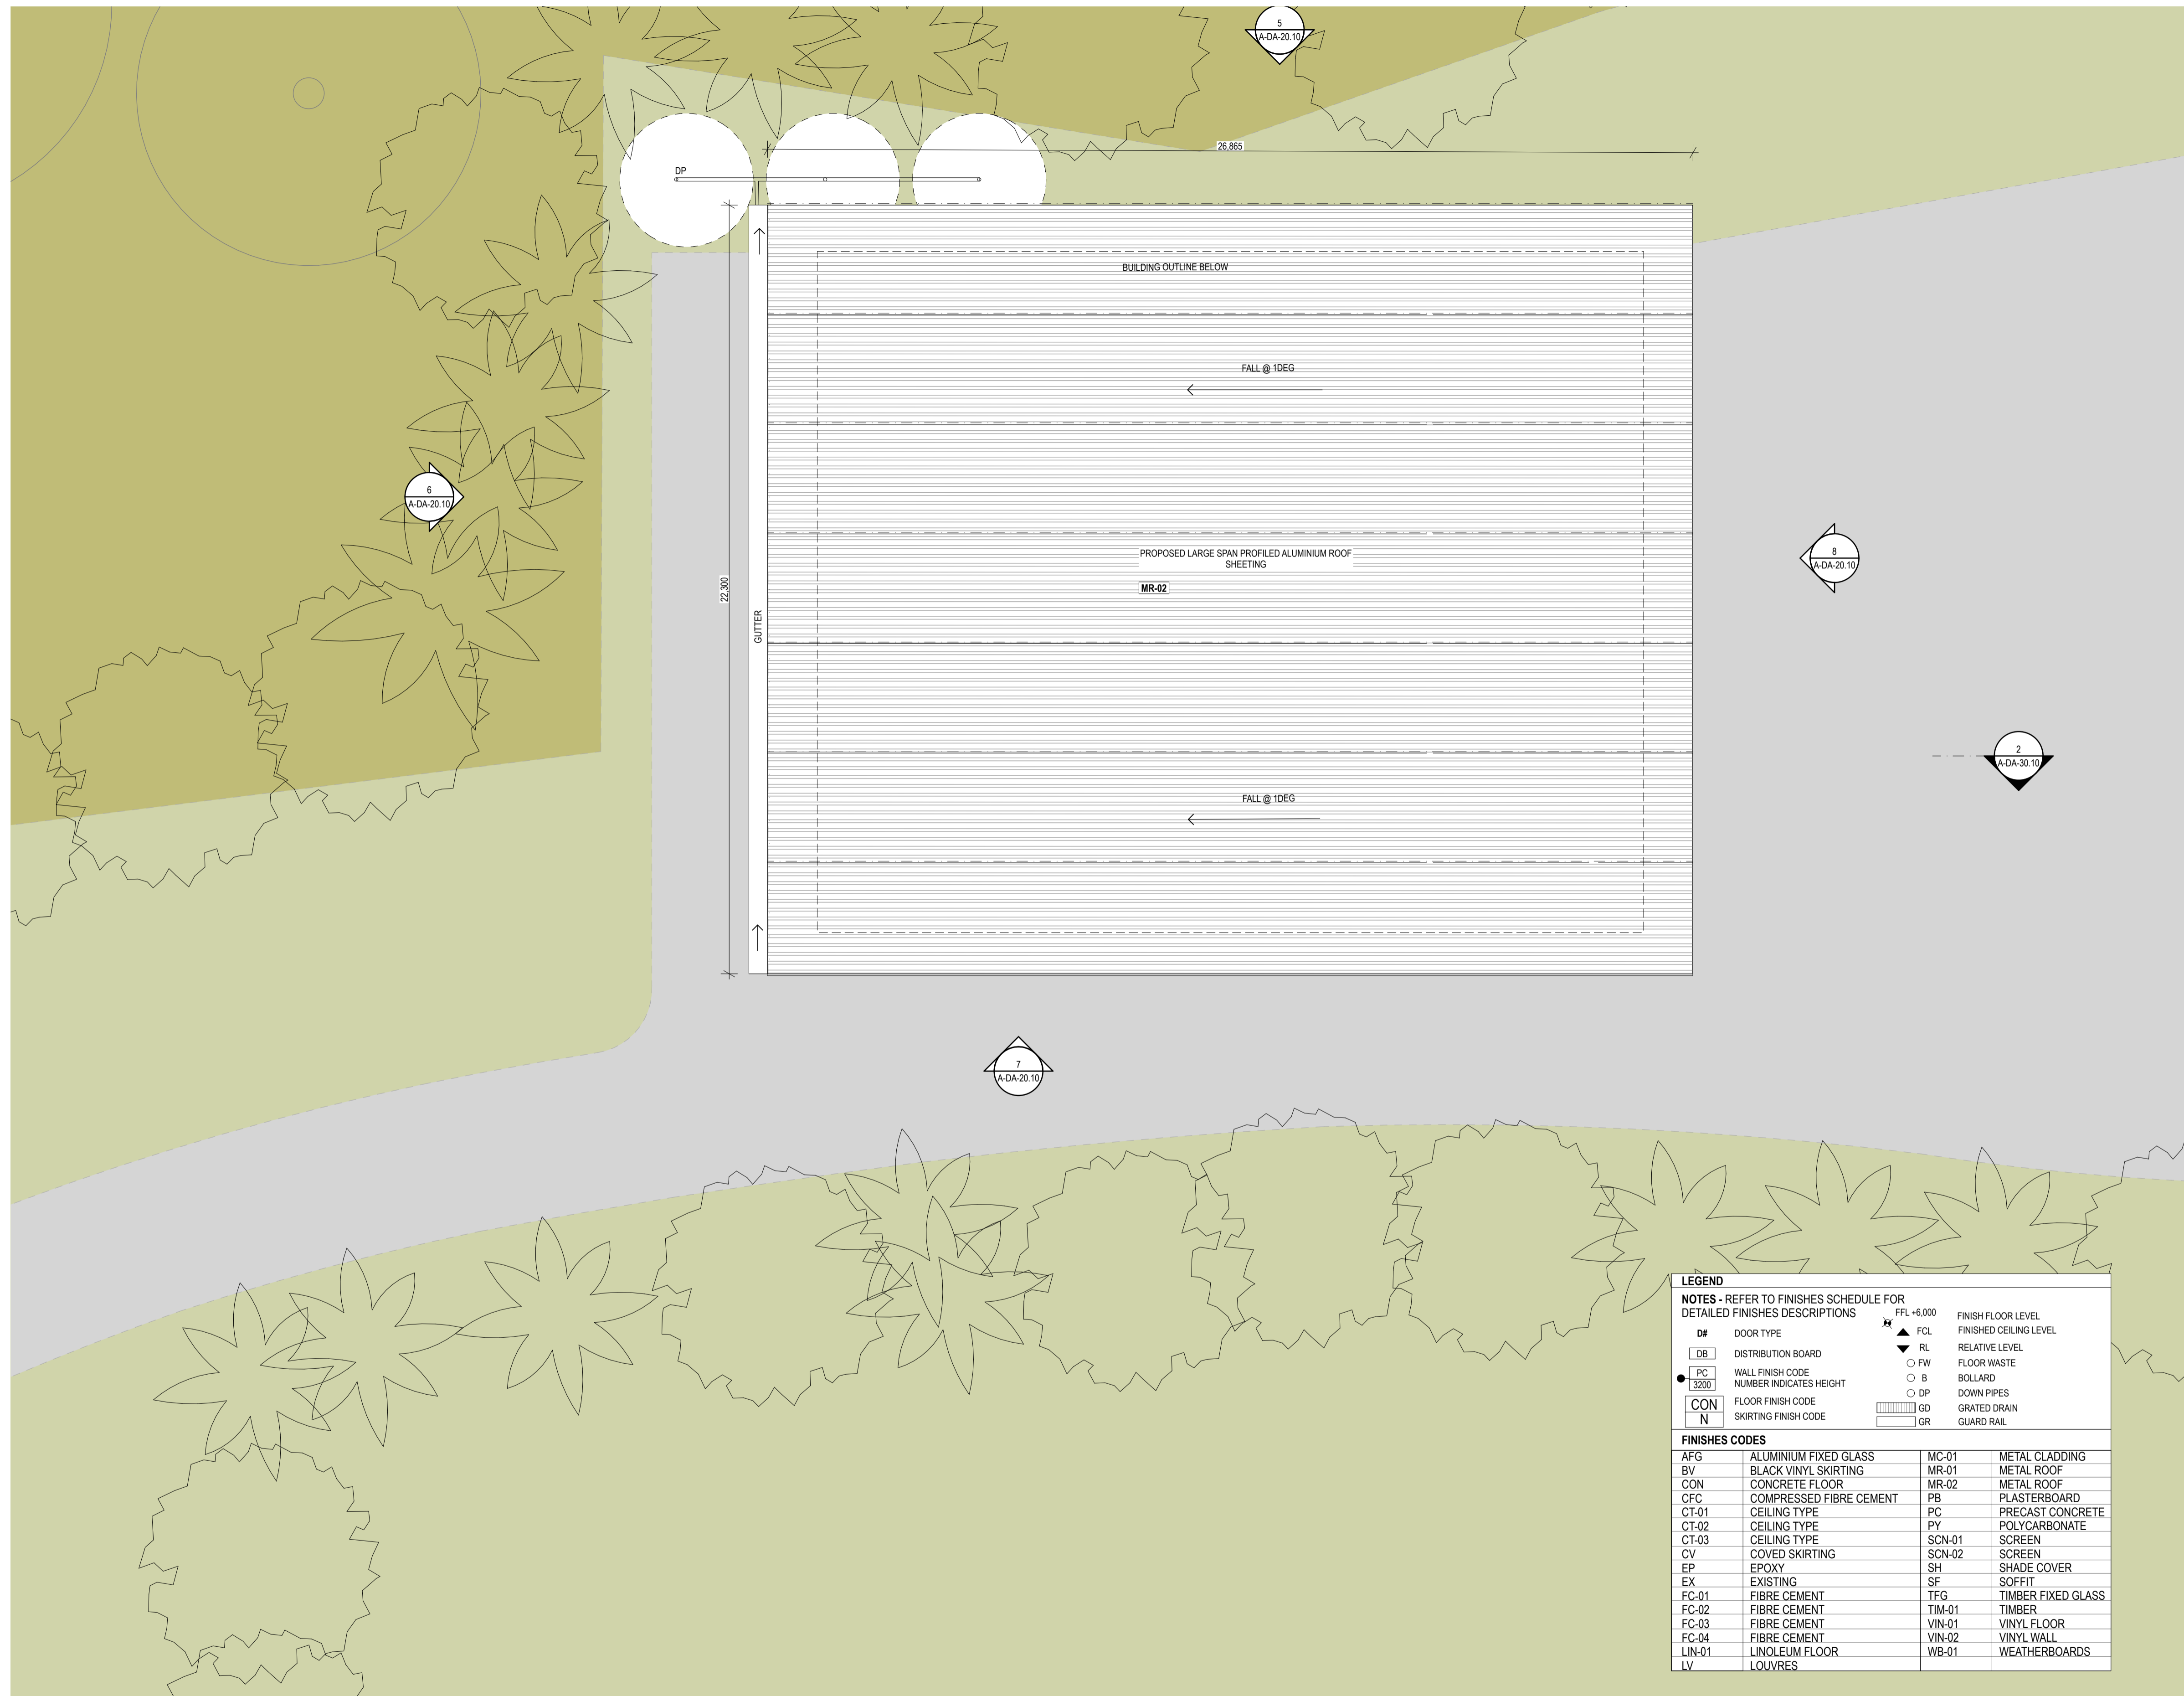 5
A-DA-20.10
26,865
DP
BUILDING OUTLINE BELOW
FALL @ 1DEG
6
A-DA-20.10
PROPOSED LARGE SPAN PROFILED ALUMINIUM ROOF
SHEETING
MR-02
8
A-DA-20.10
22,300
GUTTER
2
A-DA-30.10
FALL @ 1DEG
7
A-DA-20.10
LEGEND
NOTES - REFER TO FINISHES SCHEDULE FOR
DETAILED FINISHES DESCRIPTIONS
D# DOOR TYPE
DB DISTRIBUTION BOARD
PC WALL FINISH CODE
3200 NUMBER INDICATES HEIGHT
CON FLOOR FINISH CODE
N SKIRTING FINISH CODE
FFL +6,000 FINISH FLOOR LEVEL
FCL FINISHED CEILING LEVEL
RL RELATIVE LEVEL
FW FLOOR WASTE
B BOLLARD
DP DOWN PIPES
GD GRATED DRAIN
GR GUARD RAIL
FINISHES CODES
AFG ALUMINIUM FIXED GLASS MC-01 METAL CLADDING
BV BLACK VINYL SKIRTING MR-01 METAL ROOF
CON CONCRETE FLOOR MR-02 METAL ROOF
CFC COMPRESSED FIBRE CEMENT PB PLASTERBOARD
CT-01 CEILING TYPE PC PRECAST CONCRETE
CT-02 CEILING TYPE PY POLYCARBONATE
CT-03 CEILING TYPE SCN-01 SCREEN
CV COVED SKIRTING SCN-02 SCREEN
EP EPOXY SH SHADE COVER
EX EXISTING SF SOFFIT
FC-01 FIBRE CEMENT TFG TIMBER FIXED GLASS
FC-02 FIBRE CEMENT TIM-01 TIMBER
FC-03 FIBRE CEMENT VIN-01 VINYL FLOOR
FC-04 FIBRE CEMENT VIN-02 VINYL WALL
LIN-01 LINOLEUM FLOOR WB-01 WEATHERBOARDS
LV LOUVRES